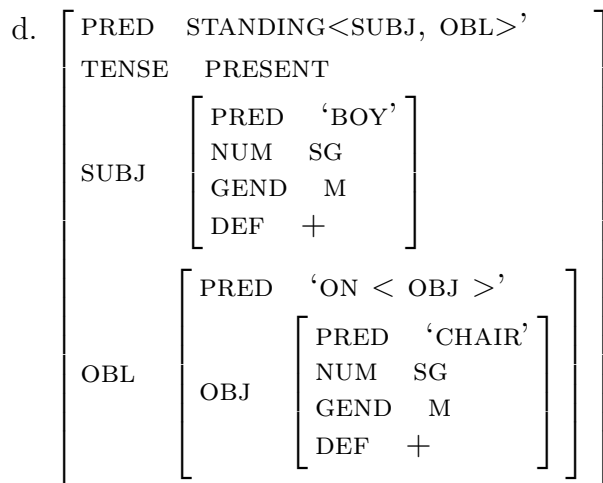 d.
PRED STANDING<SUBJ, OBL>’
TENSE PRESENT
SUBJ
PRED ‘BOY’
NUM SG
GEND M
DEF +
OBL
PRED ‘ON < OBJ >’
OBJ
PRED ‘CHAIR’
NUM SG
GEND M
DEF +